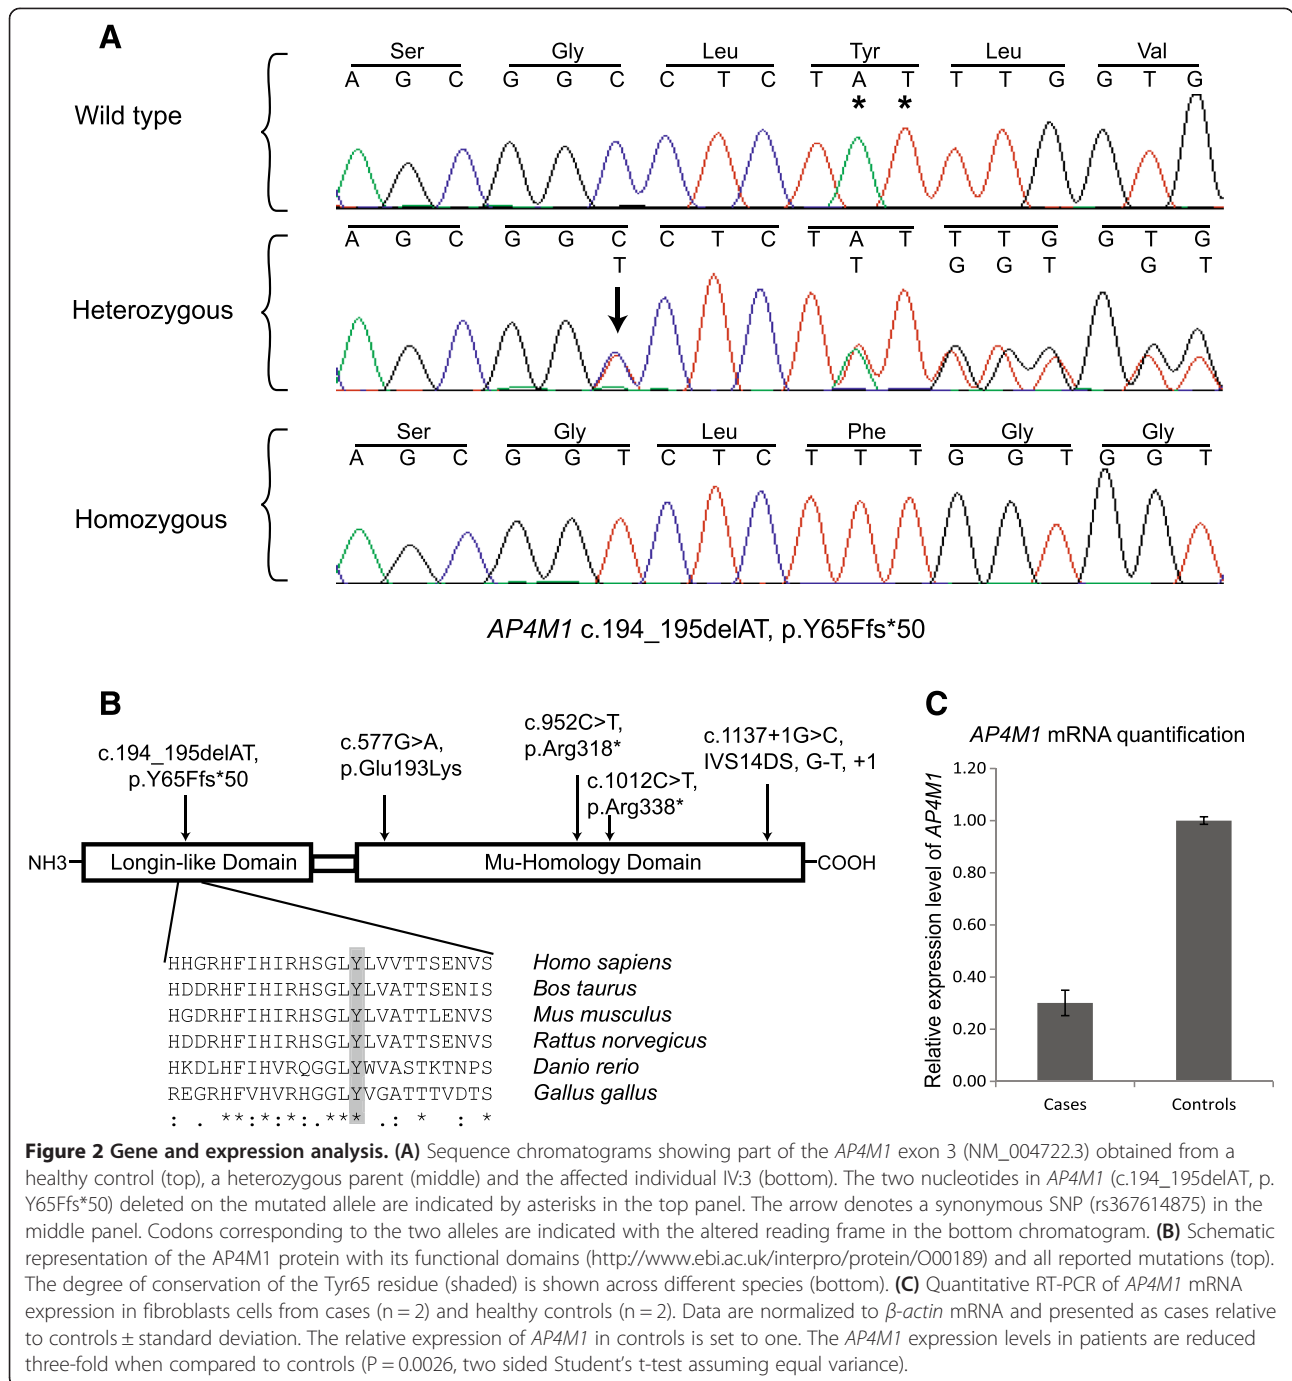 A
Ser Gly Leu Tyr Leu Val
A G C G G C C T C T A T T T G G T G
* *
Wild type
A G C G G C C T C T A T T T G G T G
T T G G T G T
Heterozygous
Ser Gly Leu Phe Gly Gly
A G C G G T C T C T T T G G T G G T
Homozygous
AP4M1 c.194_195delAT, p.Y65Ffs*50
B
c.194_195delAT,
p.Y65Ffs*50
c.577G>A,
p.Glu193Lys
c.952C>T,
p.Arg318*
c.1012C>T,
p.Arg338*
c.1137+1G>C,
IVS14DS, G-T, +1
NH3 Longin-like Domain Mu-Homology Domain COOH
HHGRHFIHIRHSGLYLVVTTSENVS Homo sapiens
HDDRHFIHIRHSGLYLVATTSENIS Bos taurus
HGDRHFIHIRHSGLYLVATTLENVS Mus musculus
HDDRHFIHIRHSGLYLVATTSENVS Rattus norvegicus
HKDLHFIHVRQGGLYWVASTKTNPS Danio rerio
REGRHFVHVRHGGLYVGATTTVDTS Gallus gallus
: . **:*:*:.*** .: * : *
C
AP4M1 mRNA quantification
Relative expression level of AP4M1
1.20
1.00
0.80
0.60
0.40
0.20
0.00
Cases Controls
Figure 2 Gene and expression analysis. (A) Sequence chromatograms showing part of the AP4M1 exon 3 (NM_004722.3) obtained from a
healthy control (top), a heterozygous parent (middle) and the affected individual IV:3 (bottom). The two nucleotides in AP4M1 (c.194_195delAT, p.
Y65Ffs*50) deleted on the mutated allele are indicated by asterisks in the top panel. The arrow denotes a synonymous SNP (rs367614875) in the
middle panel. Codons corresponding to the two alleles are indicated with the altered reading frame in the bottom chromatogram. (B) Schematic
representation of the AP4M1 protein with its functional domains (http://www.ebi.ac.uk/interpro/protein/O00189) and all reported mutations (top).
The degree of conservation of the Tyr65 residue (shaded) is shown across different species (bottom). (C) Quantitative RT-PCR of AP4M1 mRNA
expression in fibroblasts cells from cases (n = 2) and healthy controls (n = 2). Data are normalized to β-actin mRNA and presented as cases relative
to controls ± standard deviation. The relative expression of AP4M1 in controls is set to one. The AP4M1 expression levels in patients are reduced
three-fold when compared to controls (P = 0.0026, two sided Student's t-test assuming equal variance).